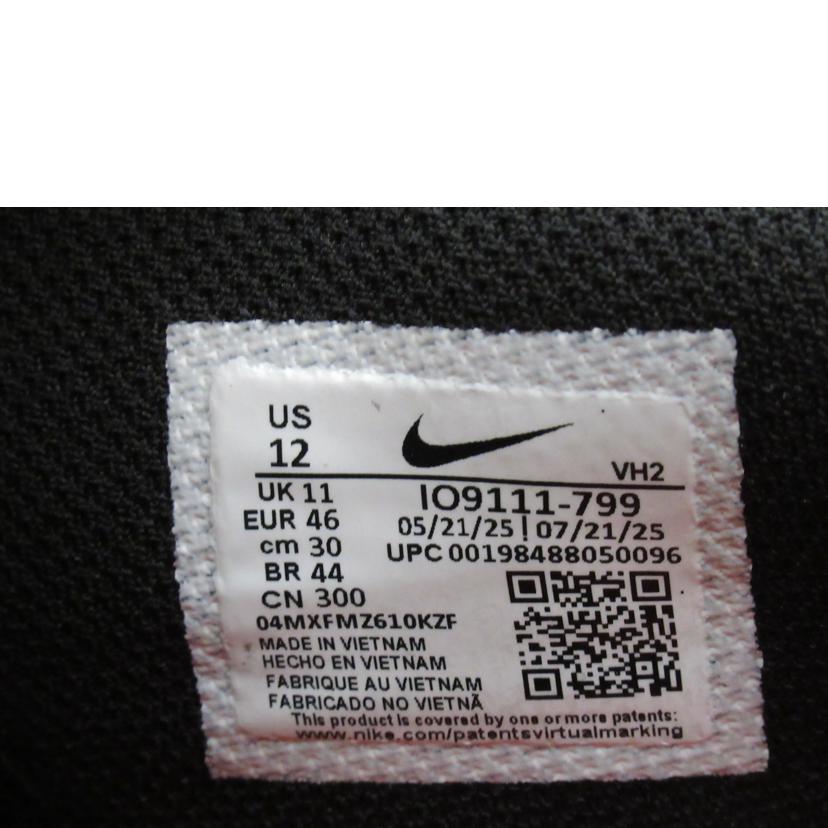 US
12
VH2
UK 11
IO9111-799
EUR 46
05/21/25 | 07/21/25
cm 30
UPC 00198488050096
BR 44
CN 300
04MXFMZ610KZF
MADE IN VIETNAM
HECHO EN VIETNAM
FABRIQUE AU VIETNAM
FABRICADO NO VIETNÃ
This product is covered by one or more patents:
www.nike.com/patentsvirtualmarking